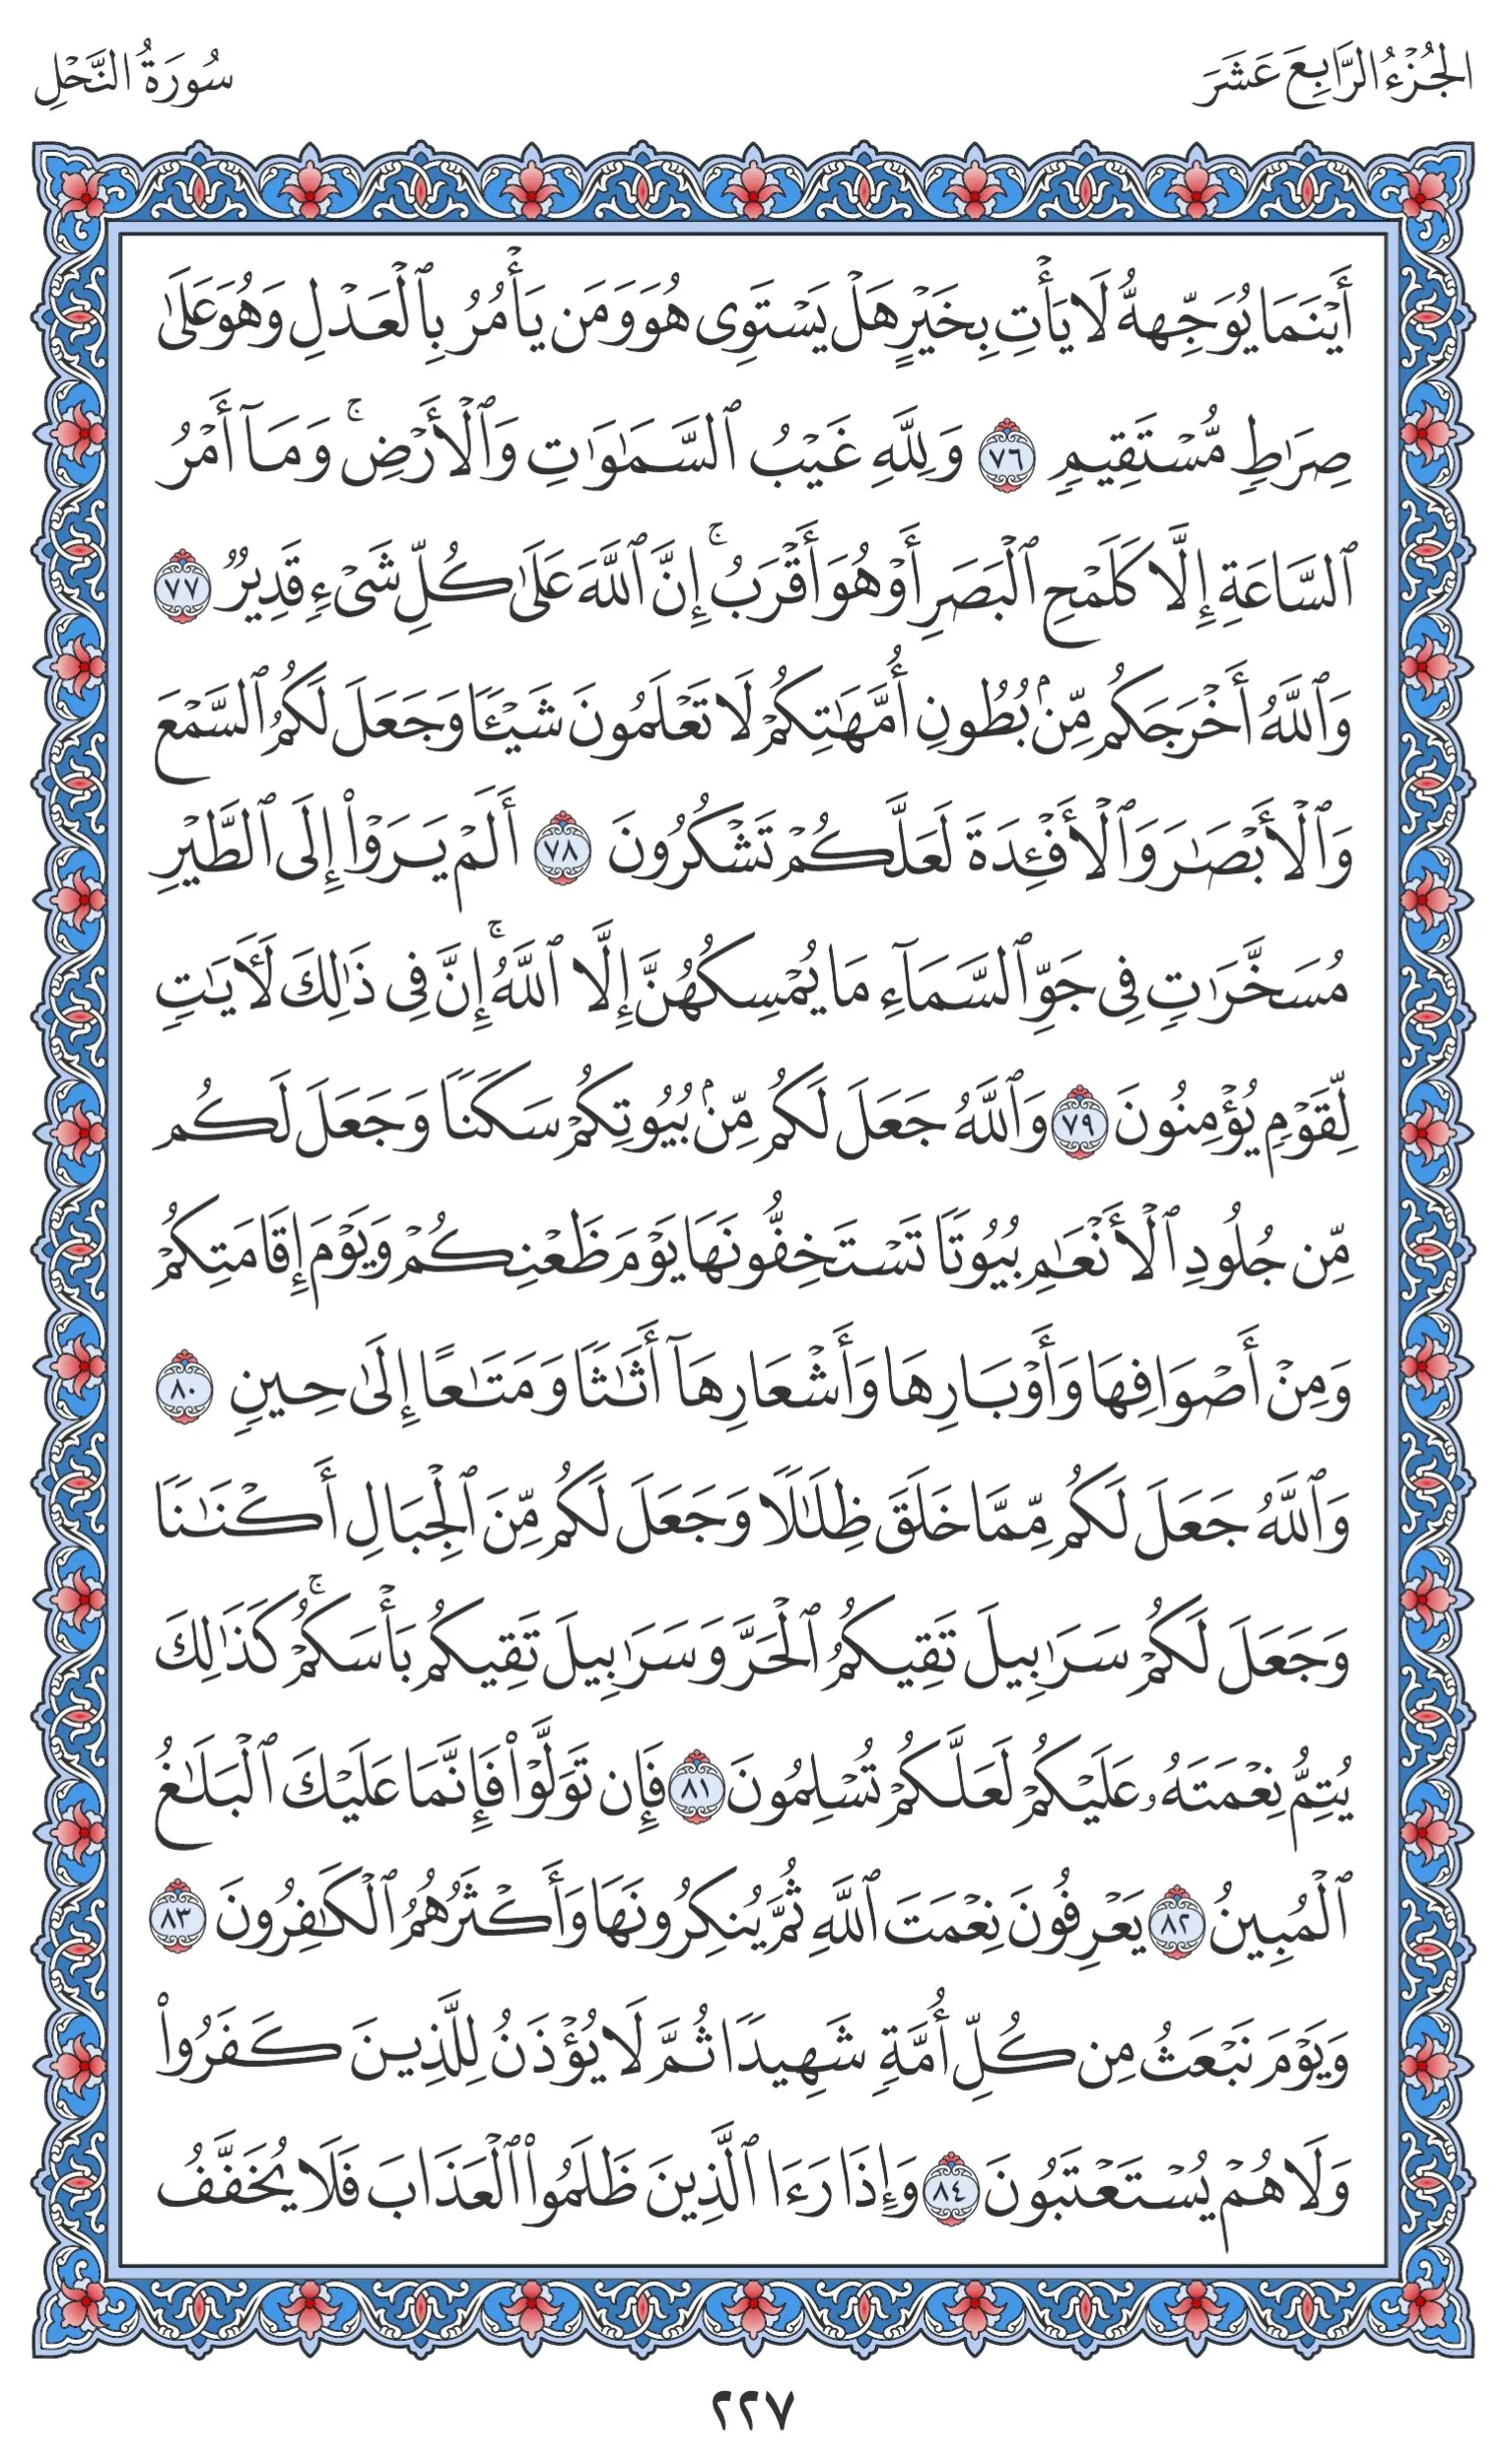 الجُزْءُ الرَّابِعَ عَشَرَ
سُورَةُ النَّحْلِ
أَيْنَمَا يُوَجِّههُّ لَا يَأْتِ بِخَيْرٍ هَلْ يَسْتَوِى هُوَ وَمَن يَأْمُرُ بِٱلْعَدْلِ وَهُوَ عَلَىٰ
صِرَٰطٍ مُّسْتَقِيمٍ ٧٦ وَلِلَّهِ غَيْبُ ٱلسَّمَٰوَٰتِ وَٱلْأَرْضِ ۚ وَمَآ أَمْرُ
ٱلسَّاعَةِ إِلَّا كَلَمْحِ ٱلْبَصَرِ أَوْ هُوَ أَقْرَبُ ۚ إِنَّ ٱللَّهَ عَلَىٰ كُلِّ شَىْءٍ قَدِيرٌ ٧٧
وَٱللَّهُ أَخْرَجَكُم مِّنۢ بُطُونِ أُمَّهَٰتِكُمْ لَا تَعْلَمُونَ شَيْـًٔا وَجَعَلَ لَكُمُ ٱلسَّمْعَ
وَٱلْأَبْصَٰرَ وَٱلْأَفْـِٔدَةَ لَعَلَّكُمْ تَشْكُرُونَ ٧٨ أَلَمْ يَرَوْا۟ إِلَى ٱلطَّيْرِ
مُسَخَّرَٰتٍ فِى جَوِّ ٱلسَّمَآءِ مَا يُمْسِكُهُنَّ إِلَّا ٱللَّهُ ۚ إِنَّ فِى ذَٰلِكَ لَـَٔايَٰتٍ
لِّقَوْمٍ يُؤْمِنُونَ ٧٩ وَٱللَّهُ جَعَلَ لَكُم مِّنۢ بُيُوتِكُمْ سَكَنًا وَجَعَلَ لَكُم
مِّن جُلُودِ ٱلْأَنْعَٰمِ بُيُوتًا تَسْتَخِفُّونَهَا يَوْمَ ظَعْنِكُمْ وَيَوْمَ إِقَامَتِكُمْ
وَمِنْ أَصْوَافِهَا وَأَوْبَارِهَا وَأَشْعَارِهَآ أَثَٰثًا وَمَتَٰعًا إِلَىٰ حِينٍ ٨٠
وَٱللَّهُ جَعَلَ لَكُم مِّمَّا خَلَقَ ظِلَٰلًا وَجَعَلَ لَكُم مِّنَ ٱلْجِبَالِ أَكْنَٰنًا
وَجَعَلَ لَكُمْ سَرَٰبِيلَ تَقِيكُمُ ٱلْحَرَّ وَسَرَٰبِيلَ تَقِيكُم بَأْسَكُمْ ۚ كَذَٰلِكَ
يُتِمُّ نِعْمَتَهُۥ عَلَيْكُمْ لَعَلَّكُمْ تُسْلِمُونَ ٨١ فَإِن تَوَلَّوْا۟ فَإِنَّمَا عَلَيْكَ ٱلْبَلَٰغُ
ٱلْمُبِينُ ٨٢ يَعْرِفُونَ نِعْمَتَ ٱللَّهِ ثُمَّ يُنكِرُونَهَا وَأَكْثَرُهُمُ ٱلْكَٰفِرُونَ ٨٣
وَيَوْمَ نَبْعَثُ مِن كُلِّ أُمَّةٍ شَهِيدًا ثُمَّ لَا يُؤْذَنُ لِلَّذِينَ كَفَرُوا۟
وَلَا هُمْ يُسْتَعْتَبُونَ ٨٤ وَإِذَا رَءَا ٱلَّذِينَ ظَلَمُوا۟ ٱلْعَذَابَ فَلَا يُخَفَّفُ
٢٢٧